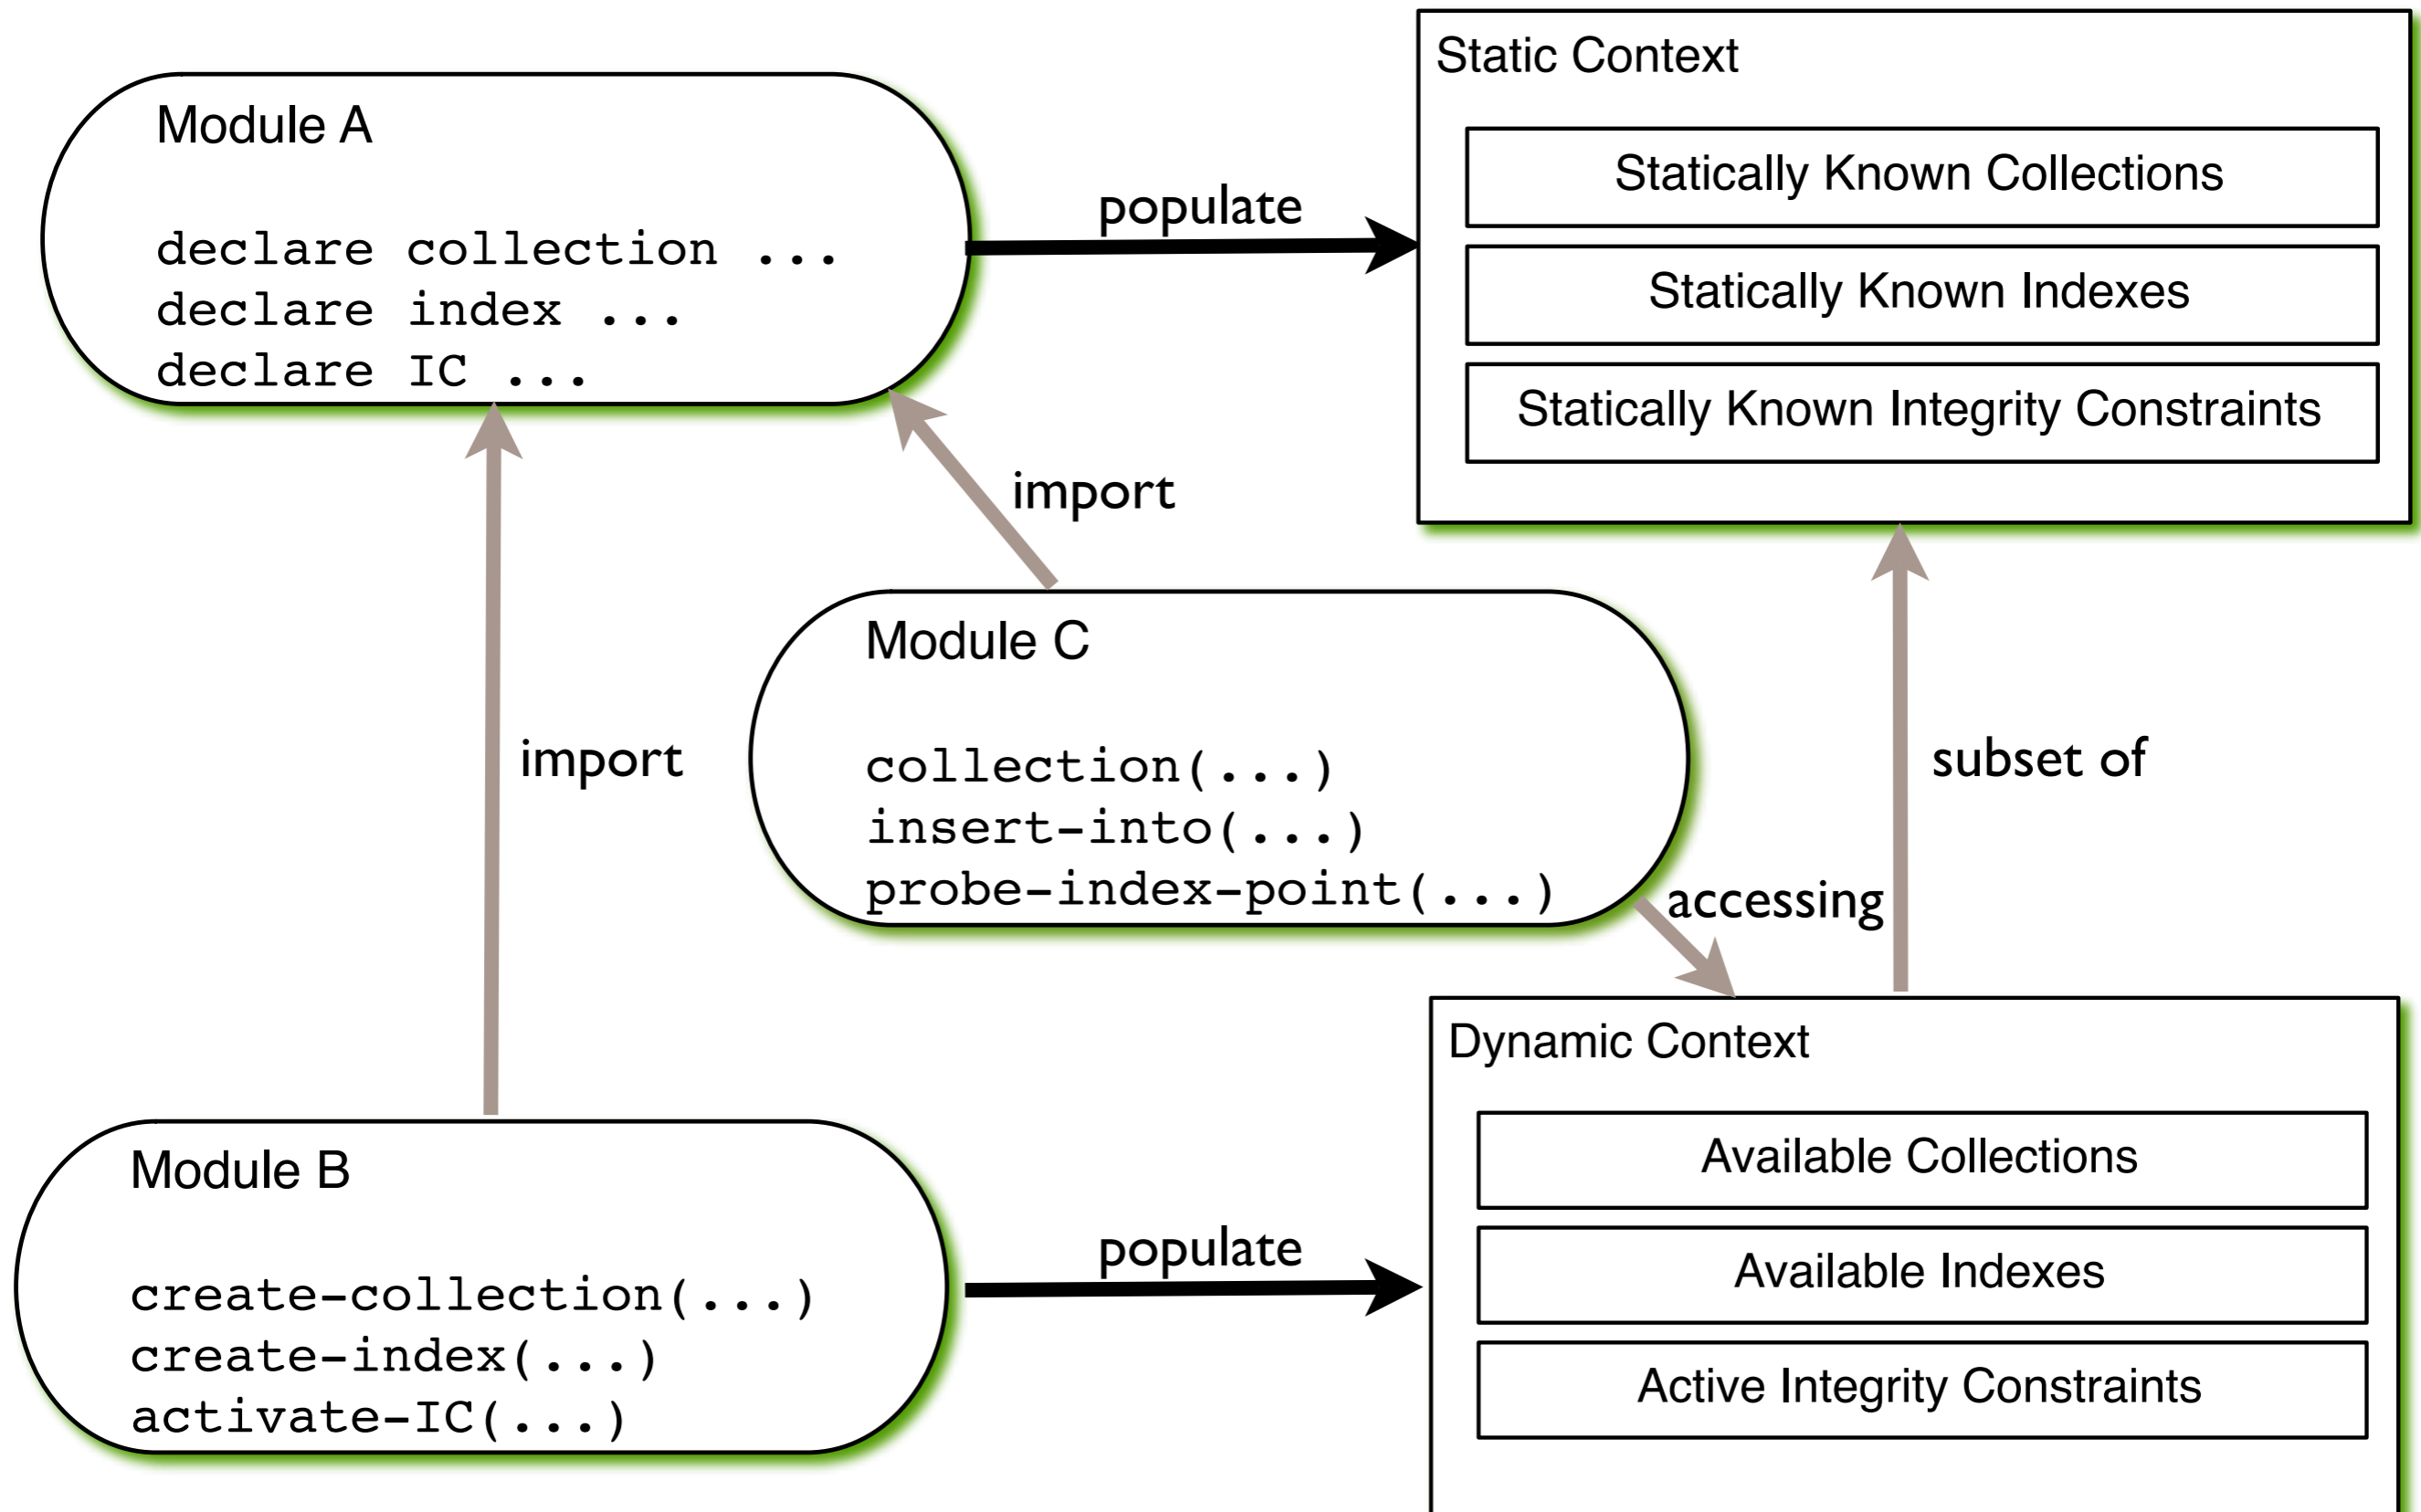 Module A
declare collection ...
declare index ...
declare IC ...
populate
Static Context
Statically Known Collections
Statically Known Indexes
Statically Known Integrity Constraints
import
import
Module C
collection(...)
insert-into(...)
probe-index-point(...)
accessing
subset of
Module B
create-collection(...)
create-index(...)
activate-IC(...)
populate
Dynamic Context
Available Collections
Available Indexes
Active Integrity Constraints